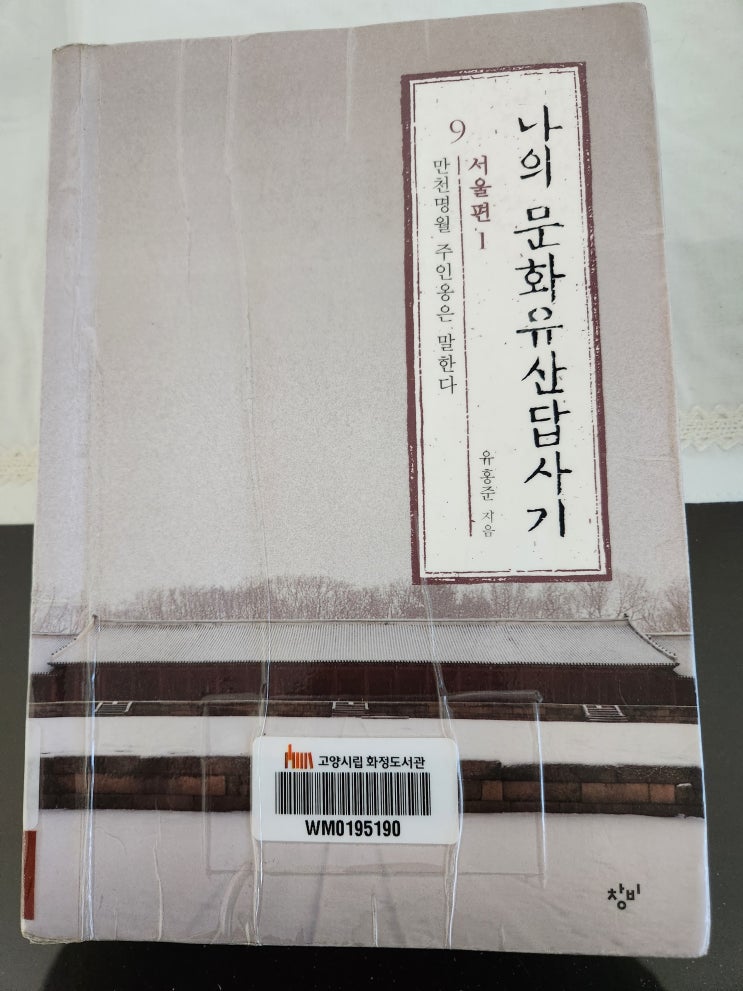 나의 문화유산답사기
9
서울편 1
만천명월 주인옹은 말한다
유홍준 지음
고양시립 화정도서관
WM0195190
창비